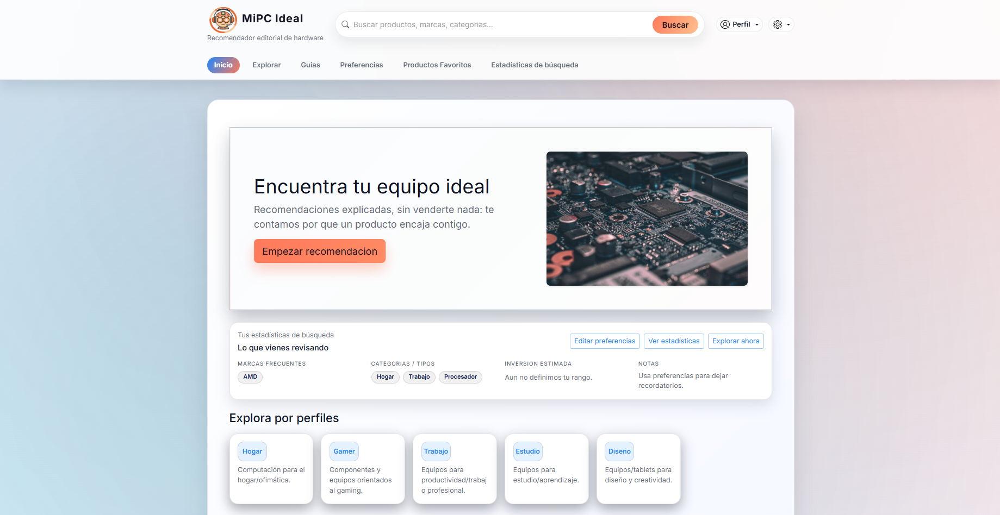 MiPC Ideal
Recomendador editorial de hardware
Buscar productos, marcas, categorias...
Buscar
Perfil
Inicio
Explorar
Guias
Preferencias
Productos Favoritos
Estadísticas de búsqueda
Encuentra tu equipo ideal
Recomendaciones explicadas, sin venderte nada: te
contamos por que un producto encaja contigo.
Empezar recomendacion
Tus estadísticas de búsqueda
Lo que vienes revisando
Editar preferencias
Ver estadísticas
Explorar ahora
MARCAS FRECUENTES
AMD
CATEGORIAS / TIPOS
Hogar
Trabajo
Procesador
INVERSION ESTIMADA
Aun no definimos tu rango.
NOTAS
Usa preferencias para dejar
recordatorios.
Explora por perfiles
Hogar
Computación para el
hogar/ofimática.
Gamer
Componentes y
equipos orientados
al gaming.
Trabajo
Equipos para
productividad/trabaj
o profesional.
Estudio
Equipos para
estudio/aprendizaje.
Diseño
Equipos/tablets para
diseño y creatividad.